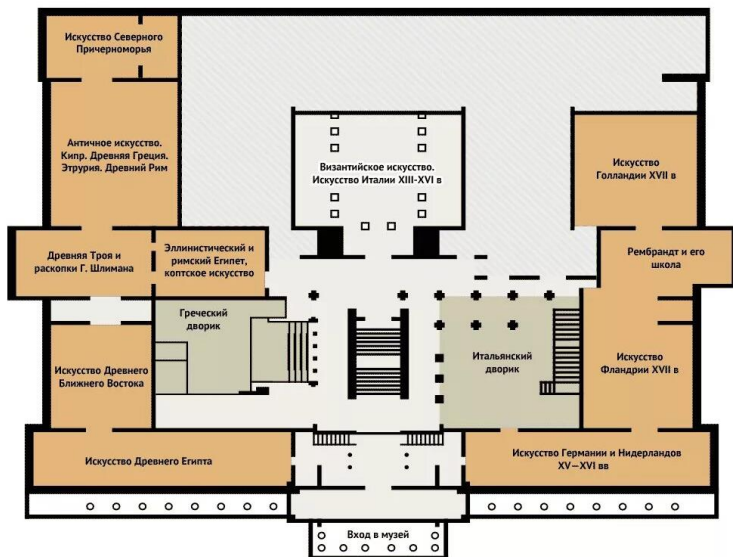 Искусство Северного
Причерноморья
Античное искусство.
Кипр. Древняя Греция.
Этрурия. Древний Рим
Византийское искусство.
Искусство Италии XIII-XVI в
Искусство
Голландии XVII в
Древняя Троя и
раскопки Г. Шлимана
Эллинистический и
римский Египет,
коптское искусство
Рембрандт и его
школа
Греческий
дворик
Искусство Древнего
Ближнего Востока
Итальянский
дворик
Искусство
Фландрии XVII в
Искусство Древнего Египта
Искусство Германии и Нидерландов
XV—XVI вв
Вход в музей